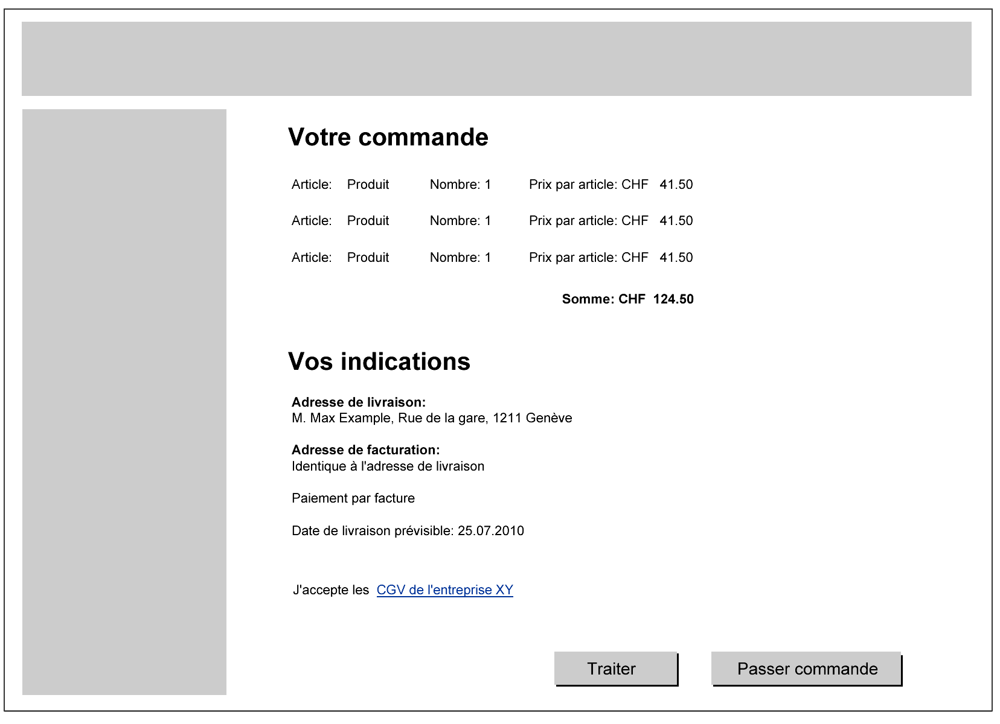 Votre commande
Article: Produit Nombre: 1 Prix par article: CHF 41.50
Article: Produit Nombre: 1 Prix par article: CHF 41.50
Article: Produit Nombre: 1 Prix par article: CHF 41.50
Somme: CHF 124.50
Vos indications
Adresse de livraison:
M. Max Example, Rue de la gare, 1211 Genève
Adresse de facturation:
Identique à l'adresse de livraison
Paiement par facture
Date de livraison prévisible: 25.07.2010
J'accepte les CGV de l'entreprise XY
Traiter Passer commande